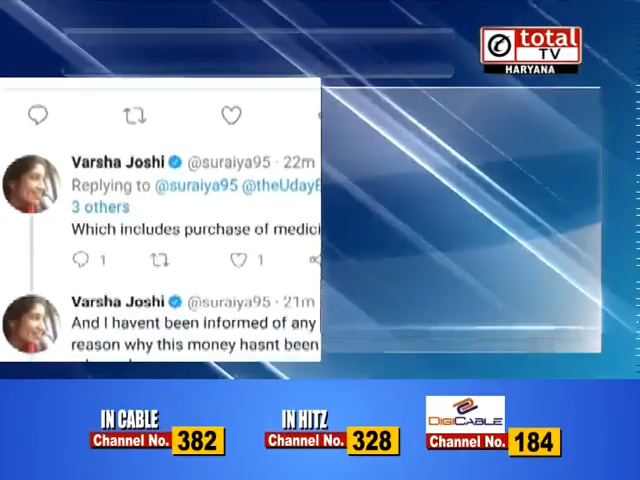 total
TV
HARYANA
Varsha Joshi @suraiya95 · 22m
Replying to @suraiya95 @theUday
3 others
Which includes purchase of medici
1
1
Varsha Joshi @suraiya95 · 21m
And I havent been informed of any
reason why this money hasnt been
IN CABLE
Channel No. 382
IN HITZ
Channel No. 328
DIGICABLE
Channel No. 184